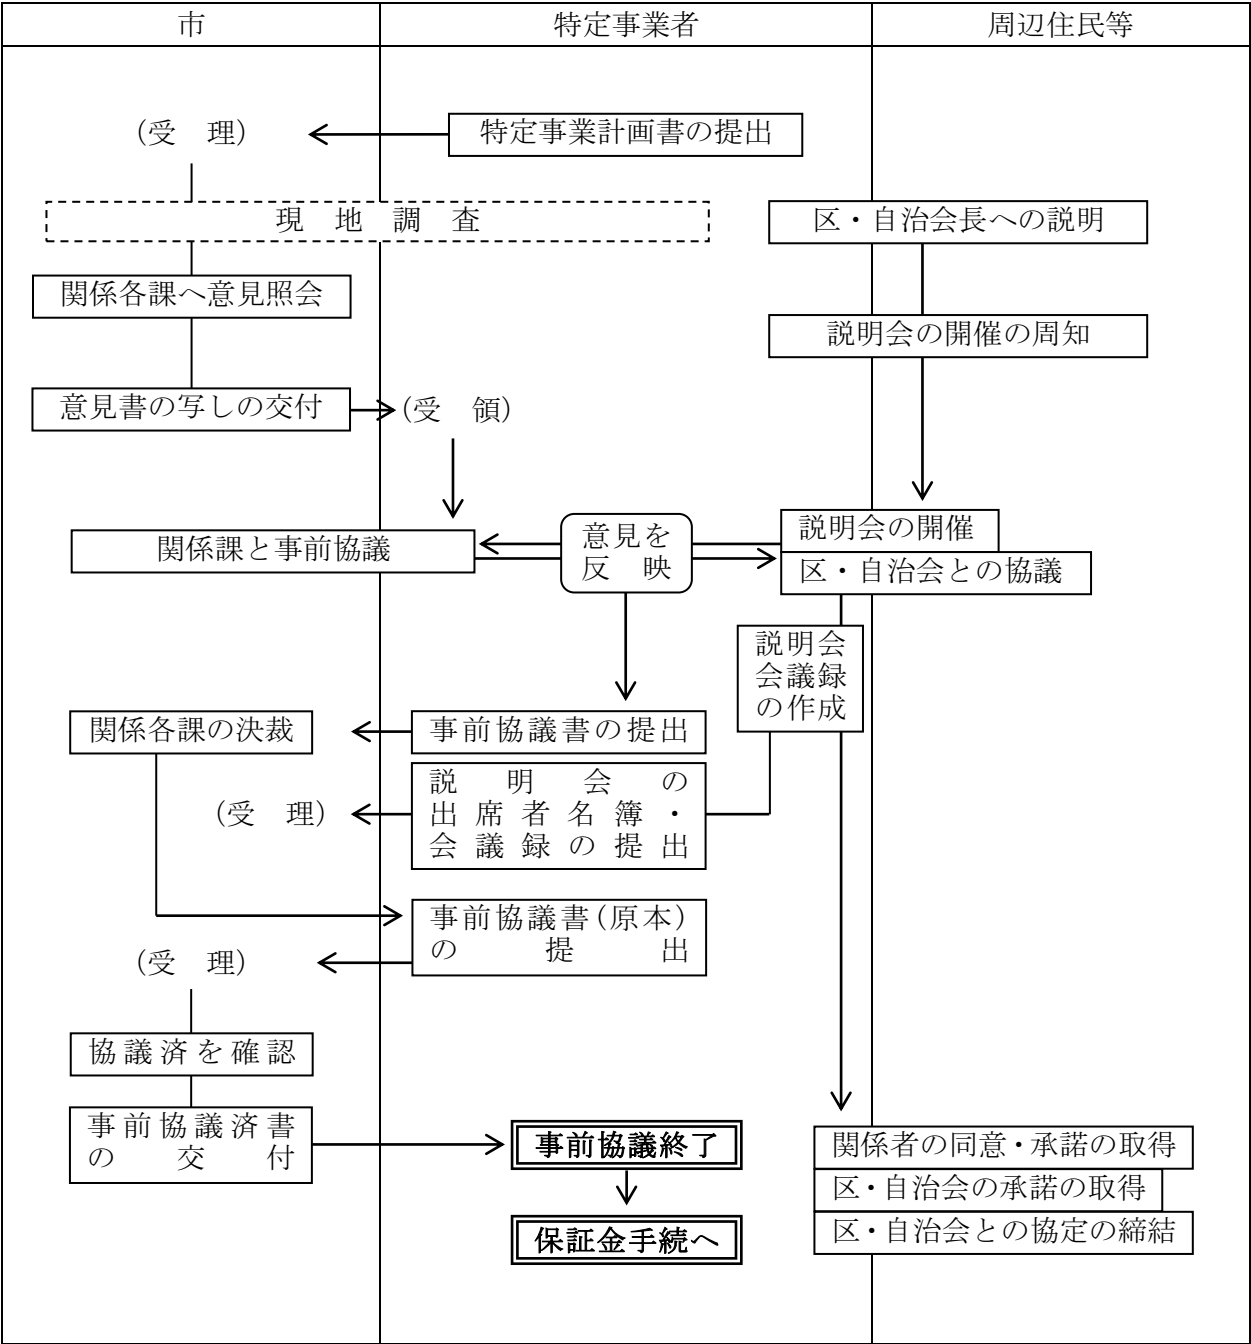 市
特定事業者
周辺住民等
(受　理)
特定事業計画書の提出
現　地　調　査
区・自治会長への説明
関係各課へ意見照会
説明会の開催の周知
意見書の写しの交付
(受　領)
関係課と事前協議
意見を
反　映
説明会の開催
区・自治会との協議
説明会
会議録
の作成
関係各課の決裁
事前協議書の提出
(受　理)
説明会の
出席者名簿・
会議録の提出
事前協議書(原本)
の提出
(受　理)
協議済を確認
事前協議済書
の交付
事前協議終了
保証金手続へ
関係者の同意・承諾の取得
区・自治会の承諾の取得
区・自治会との協定の締結